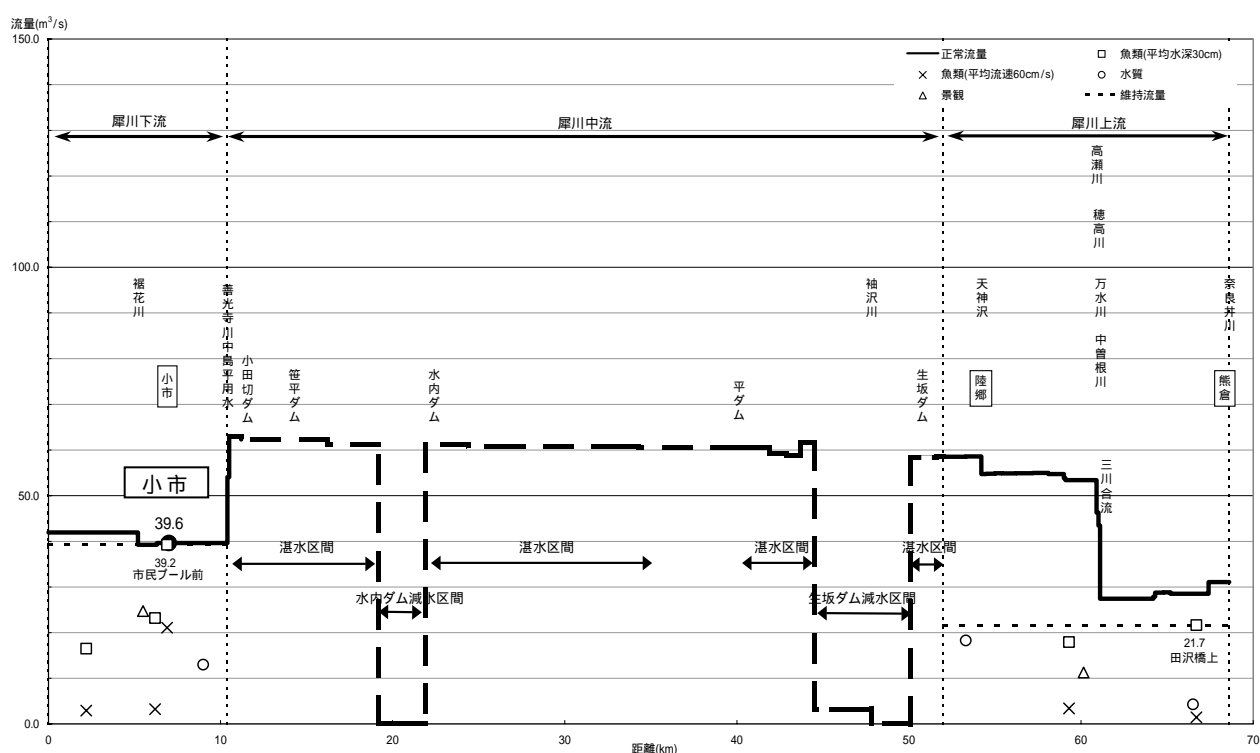 流量(m3/s)
150.0
100.0
50.0
0.0
正常流量
魚類(平均水深30cm)
魚類(平均流速60cm/s)
水質
景観
維持流量
犀川下流
犀川中流
犀川上流
高瀬川
穂高川
裾花川
善光寺川中島平用水
袖沢川
天神沢
万水川
奈良井川
中曽根川
小市
小田切ダム
笹平ダム
水内ダム
平ダム
生坂ダム
陸郷
熊倉
小市
三川合流
39.6
39.2
市民プール前
湛水区間
湛水区間
湛水区間
湛水区間
水内ダム減水区間
生坂ダム減水区間
21.7
田沢橋上
0
10
20
30
40
50
60
70
距離(km)